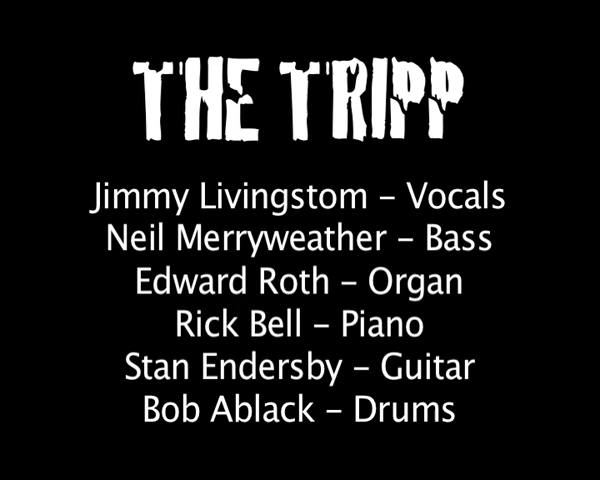 THE TRIPP
Jimmy Livingstom – Vocals
Neil Merryweather – Bass
Edward Roth – Organ
Rick Bell – Piano
Stan Endersby – Guitar
Bob Ablack – Drums